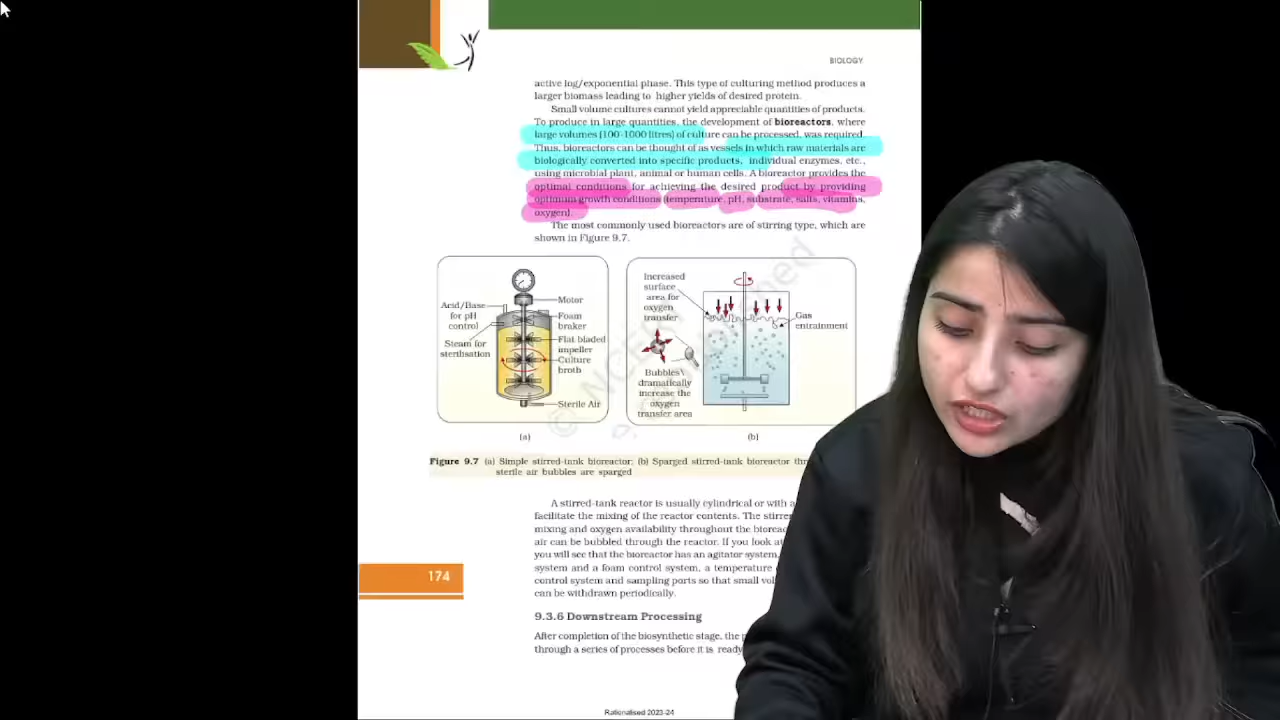 BIOLOGY
active log/exponential phase. This type of culturing method produces a
larger biomass leading to higher yields of desired protein.
Small volume cultures cannot yield appreciable quantities of products.
To produce in large quantities, the development of bioreactors, where
large volumes (100-1000 litres) of culture can be processed, was required.
Thus, bioreactors can be thought of as vessels in which raw materials are
biologically converted into specific products, individual enzymes, etc.,
using microbial plant, animal or human cells. A bioreactor provides the
optimal conditions for achieving the desired product by providing
optimum growth conditions (temperature, pH, substrate, salts, vitamins,
oxygen).
The most commonly used bioreactors are of stirring type, which are
shown in Figure 9.7.
Acid/Base
for pH
control
Steam for
sterilisation
Motor
Foam
braker
Flat bladed
impeller
Culture
broth
Sterile Air
(a)
Increased
surface
area for
oxygen
transfer
Gas
entrainment
Bubbles
dramatically
increase the
oxygen
transfer area
(b)
Figure 9.7 (a) Simple stirred-tank bioreactor; (b) Sparged stirred-tank bioreactor
sterile air bubbles are sparged
A stirred-tank reactor is usually cylindrical or with a
facilitate the mixing of the reactor contents. The
mixing and oxygen availability throughout the
air can be bubbled through the reactor. If you look
you will see that the bioreactor has an agitator system,
system and a foam control system, a temperature
control system and sampling ports so that small
can be withdrawn periodically.
174
9.3.6 Downstream Processing
After completion of the biosynthetic stage, the
through a series of processes before it is ready
Rationalised 2023-24